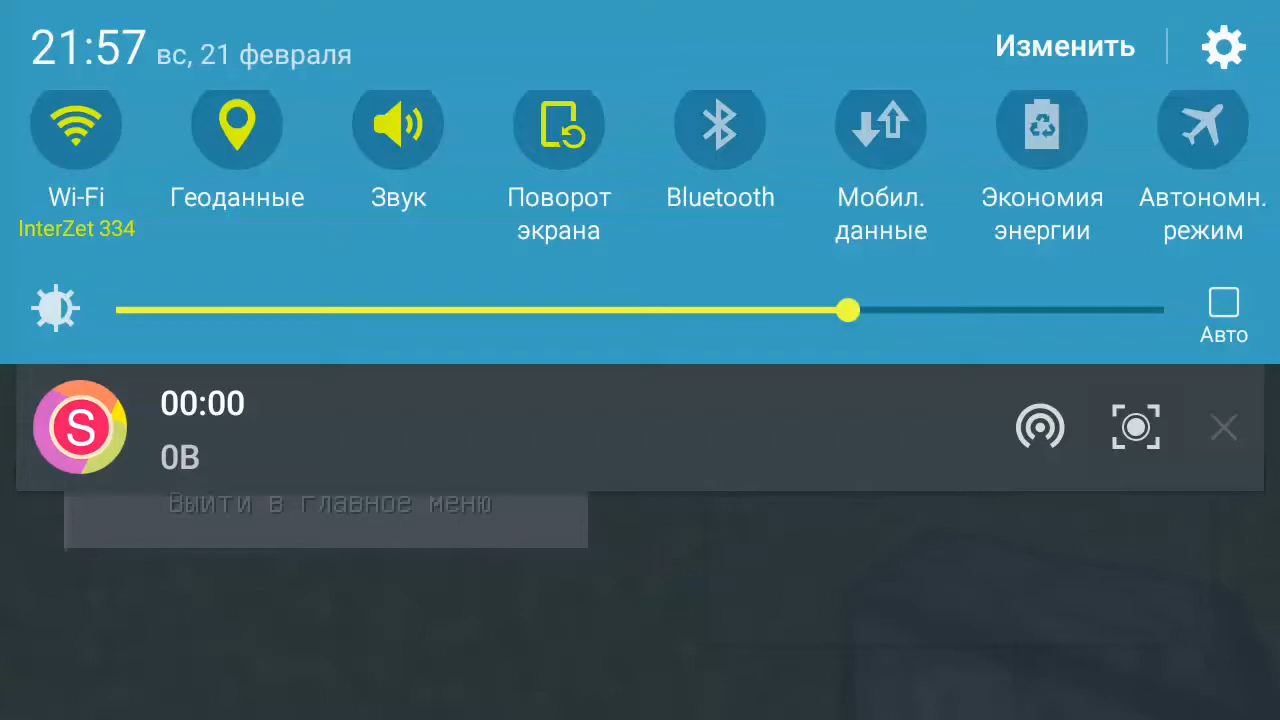 21:57 вс, 21 февраля
Изменить
Wi-Fi
InterZet 334
Геоданные
Звук
Поворот
экрана
Bluetooth
Мобил.
данные
Экономия
энергии
Автономн.
режим
Авто
S
00:00
0B
Выйти в главное меню